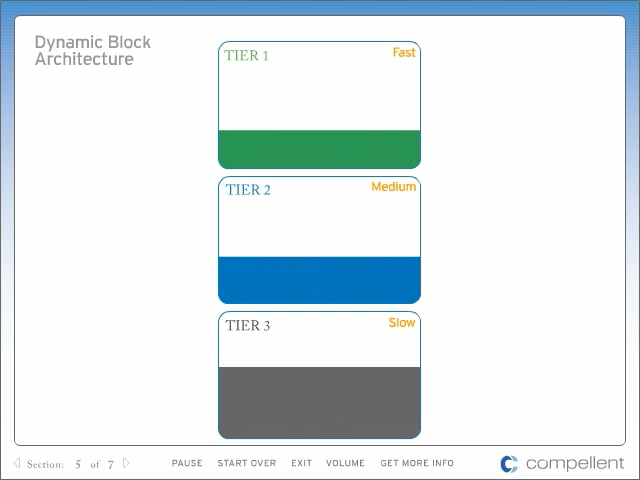 Dynamic Block
Architecture
TIER 1
Fast
TIER 2
Medium
TIER 3
Slow
Section: 5 of 7
PAUSE START OVER EXIT VOLUME GET MORE INFO
compellent